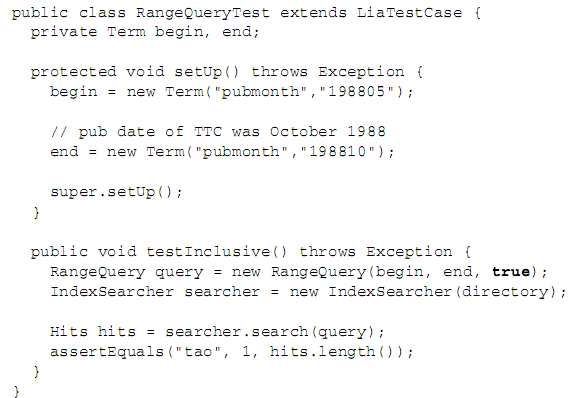 public class RangeQueryTest extends LiaTestCase {
  private Term begin, end;

  protected void setUp() throws Exception {
    begin = new Term("pubmonth","198805");

    // pub date of TTC was October 1988
    end = new Term("pubmonth","198810");

    super.setUp();
  }

  public void testInclusive() throws Exception {
    RangeQuery query = new RangeQuery(begin, end, true);
    IndexSearcher searcher = new IndexSearcher(directory);

    Hits hits = searcher.search(query);
    assertEquals("tao", 1, hits.length());
  }
}